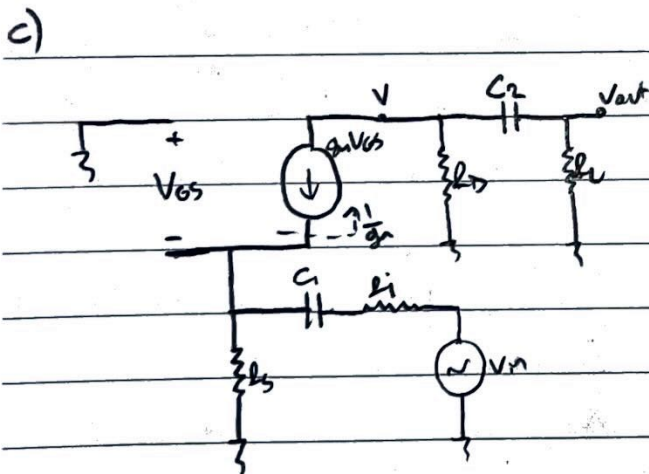 c)
V C2 Vout
+ gmVGS
VGS RD RL
- - 1/gm
C1 Ri
RS Vin